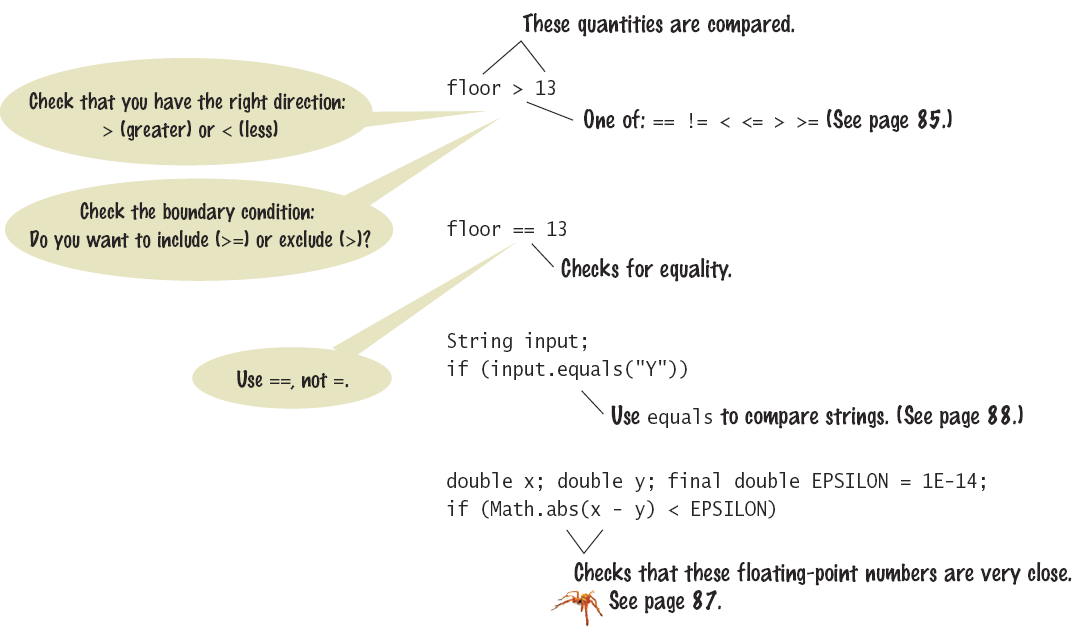 These quantities are compared.
floor > 13
Check that you have the right direction:
> (greater) or < (less)
One of: == != < <= > >= (See page 85.)
Check the boundary condition:
Do you want to include (>=) or exclude (>)?
floor == 13
Checks for equality.
String input;
if (input.equals("Y"))
Use ==, not =.
Use equals to compare strings. (See page 88.)
double x; double y; final double EPSILON = 1E-14;
if (Math.abs(x - y) < EPSILON)
Checks that these floating-point numbers are very close.
See page 87.